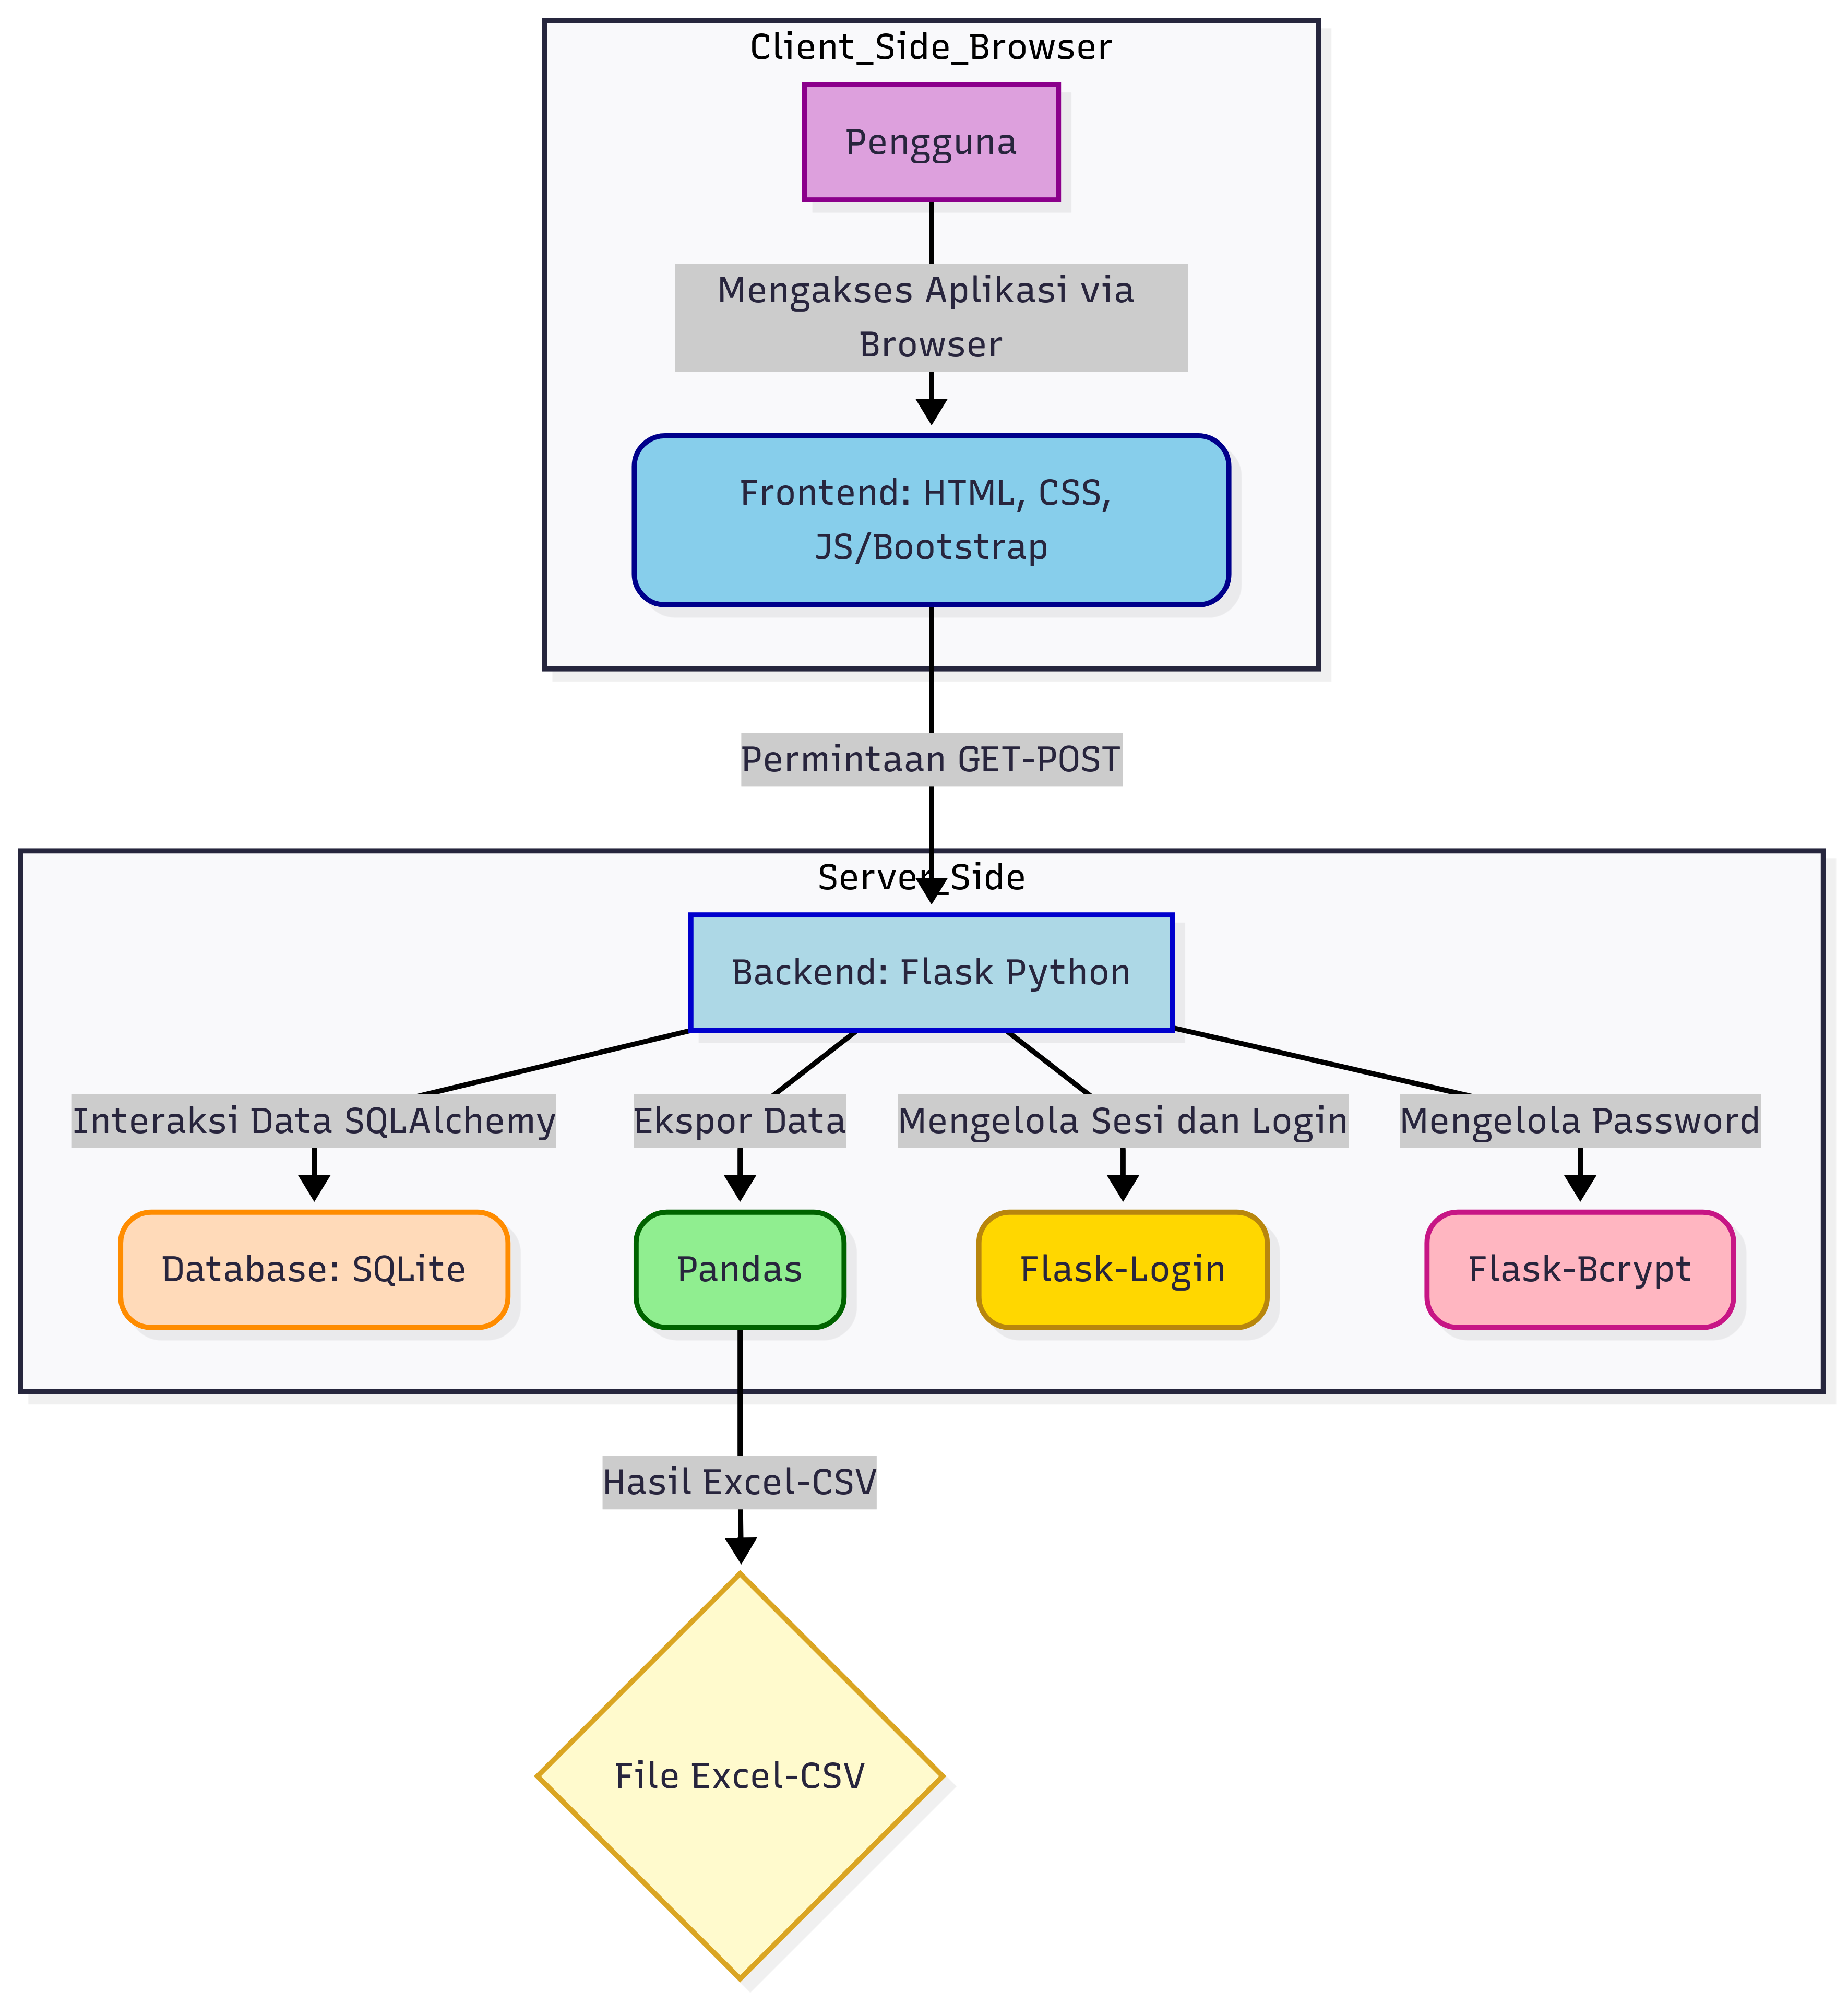 Client_Side_Browser
Pengguna
Mengakses Aplikasi via
Browser
Frontend: HTML, CSS,
JS/Bootstrap
Permintaan GET-POST
Server_Side
Backend: Flask Python
Interaksi Data SQLAlchemy
Ekspor Data
Mengelola Sesi dan Login
Mengelola Password
Database: SQLite
Pandas
Flask-Login
Flask-Bcrypt
Hasil Excel-CSV
File Excel-CSV